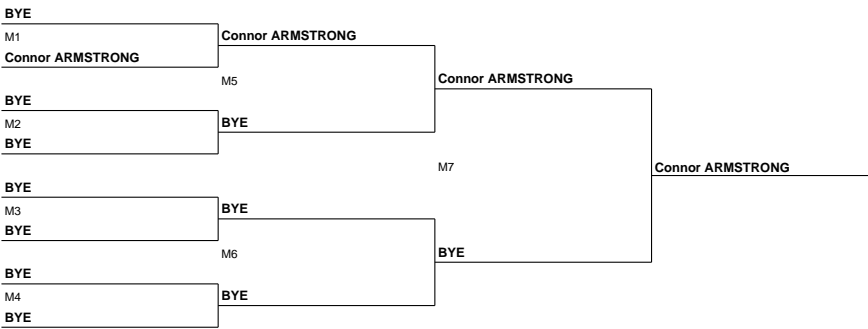 BYE
M1
Connor ARMSTRONG
Connor ARMSTRONG
M5
Connor ARMSTRONG
BYE
M2
BYE
BYE
M7
Connor ARMSTRONG
BYE
M3
BYE
BYE
M6
BYE
BYE
M4
BYE
BYE